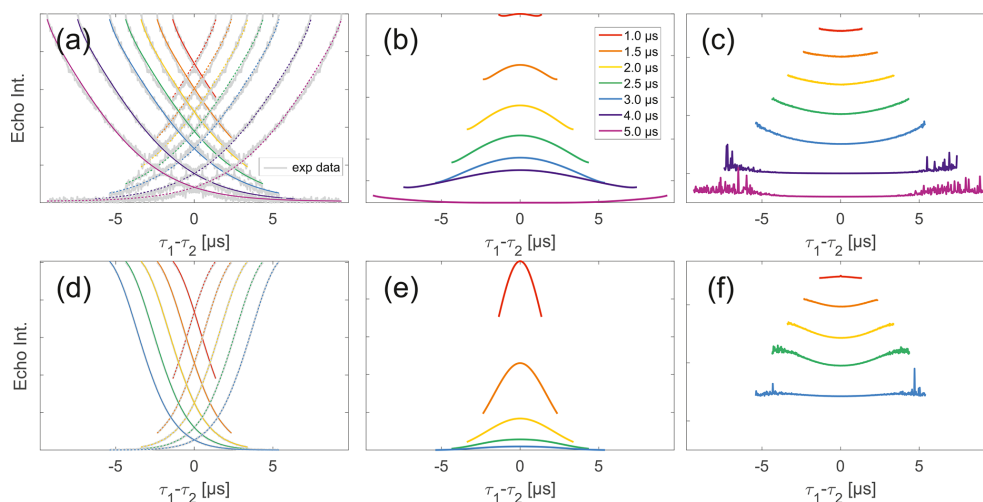 (a)
Echo Int.
exp data
-5 0 5
τ1-τ2 [µs]
(b)
1.0 µs
1.5 µs
2.0 µs
2.5 µs
3.0 µs
4.0 µs
5.0 µs
-5 0 5
τ1-τ2 [µs]
(c)
-5 0 5
τ1-τ2 [µs]
(d)
Echo Int.
-5 0 5
τ1-τ2 [µs]
(e)
-5 0 5
τ1-τ2 [µs]
(f)
-5 0 5
τ1-τ2 [µs]